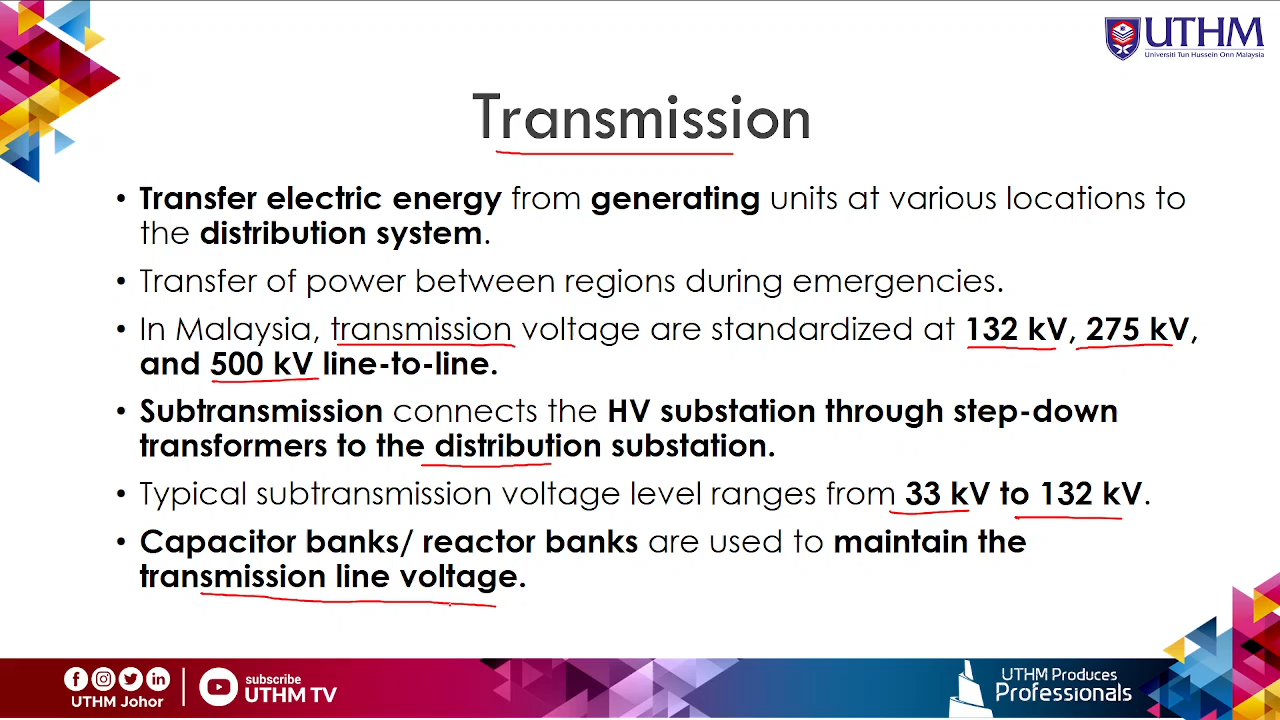 UTHM
Universiti Tun Hussein Onn Malaysia
Transmission
• Transfer electric energy from generating units at various locations to
the distribution system.
• Transfer of power between regions during emergencies.
• In Malaysia, transmission voltage are standardized at 132 kV, 275 kV,
and 500 kV line-to-line.
• Subtransmission connects the HV substation through step-down
transformers to the distribution substation.
• Typical subtransmission voltage level ranges from 33 kV to 132 kV.
• Capacitor banks/ reactor banks are used to maintain the
transmission line voltage.
UTHM Johor
subscribe
UTHM TV
UTHM Produces
Professionals